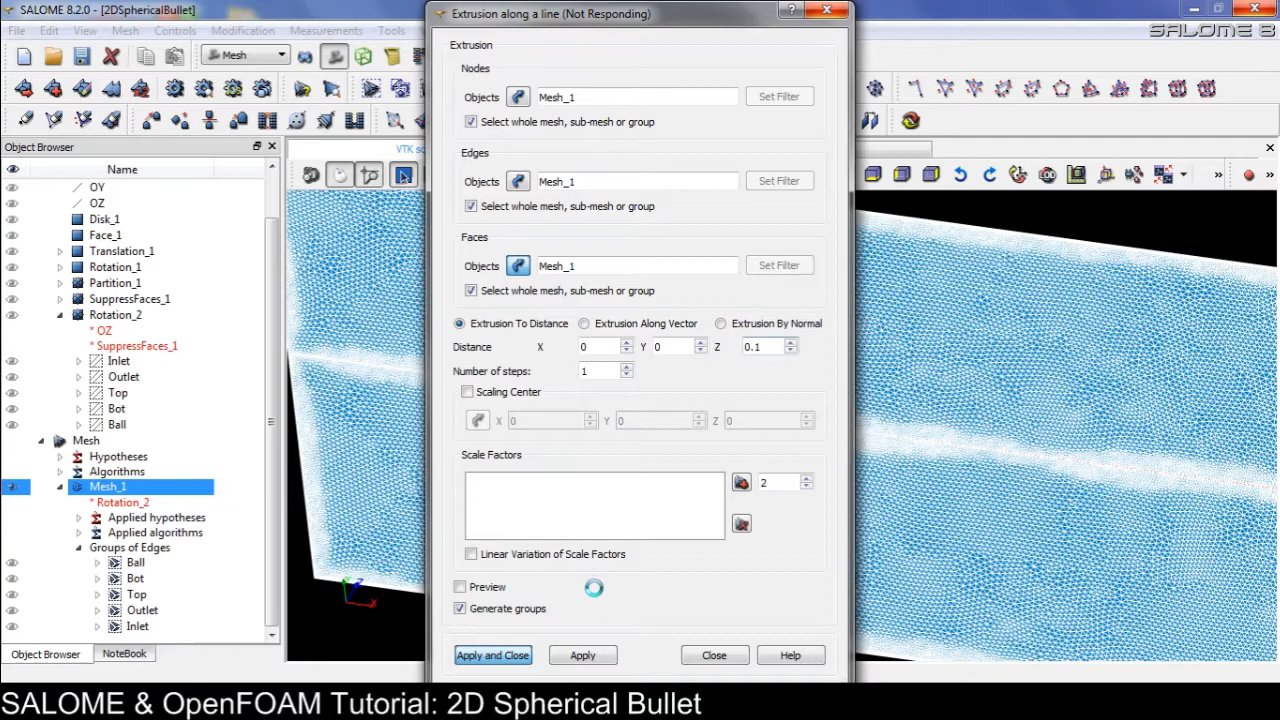 SALOME 8.2.0 - [2DSphericalBullet]
File Edit View Mesh Controls Modification Measurements Tools
SALOME 8
Mesh
Object Browser
Name
OY
OZ
Disk_1
Face_1
Translation_1
Rotation_1
Partition_1
SuppressFaces_1
Rotation_2
* OZ
* SuppressFaces_1
Inlet
Outlet
Top
Bot
Ball
Mesh
Hypotheses
Algorithms
Mesh_1
* Rotation_2
Applied hypotheses
Applied algorithms
Groups of Edges
Ball
Bot
Top
Outlet
Inlet
Object Browser NoteBook
VTK sc
Extrusion along a line (Not Responding)
Extrusion
Nodes
Objects Mesh_1 Set Filter
Select whole mesh, sub-mesh or group
Edges
Objects Mesh_1 Set Filter
Select whole mesh, sub-mesh or group
Faces
Objects Mesh_1 Set Filter
Select whole mesh, sub-mesh or group
Extrusion To Distance Extrusion Along Vector Extrusion By Normal
Distance X 0 Y 0 Z 0.1
Number of steps: 1
Scaling Center
X 0 Y 0 Z 0
Scale Factors
2
Linear Variation of Scale Factors
Preview
Generate groups
Apply and Close Apply Close Help
SALOME & OpenFOAM Tutorial: 2D Spherical Bullet